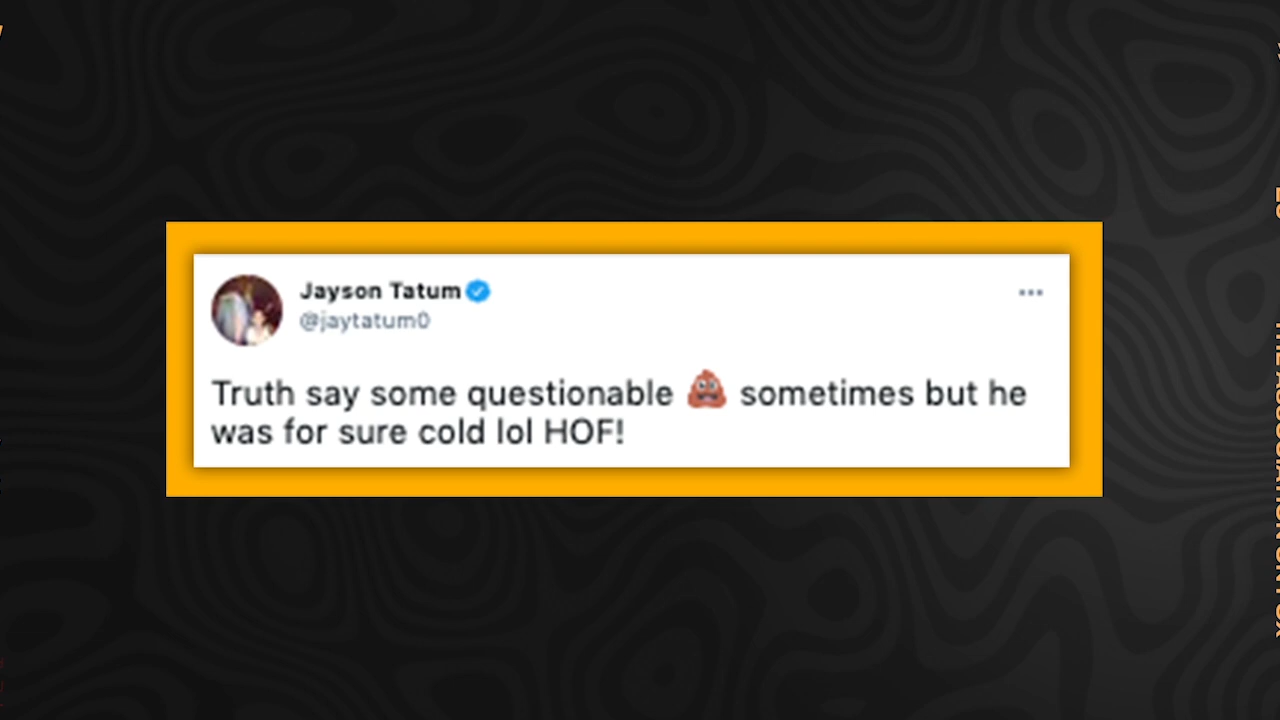 Jayson Tatum
@jaytatum0
Truth say some questionable 💩 sometimes but he
was for sure cold lol HOF!